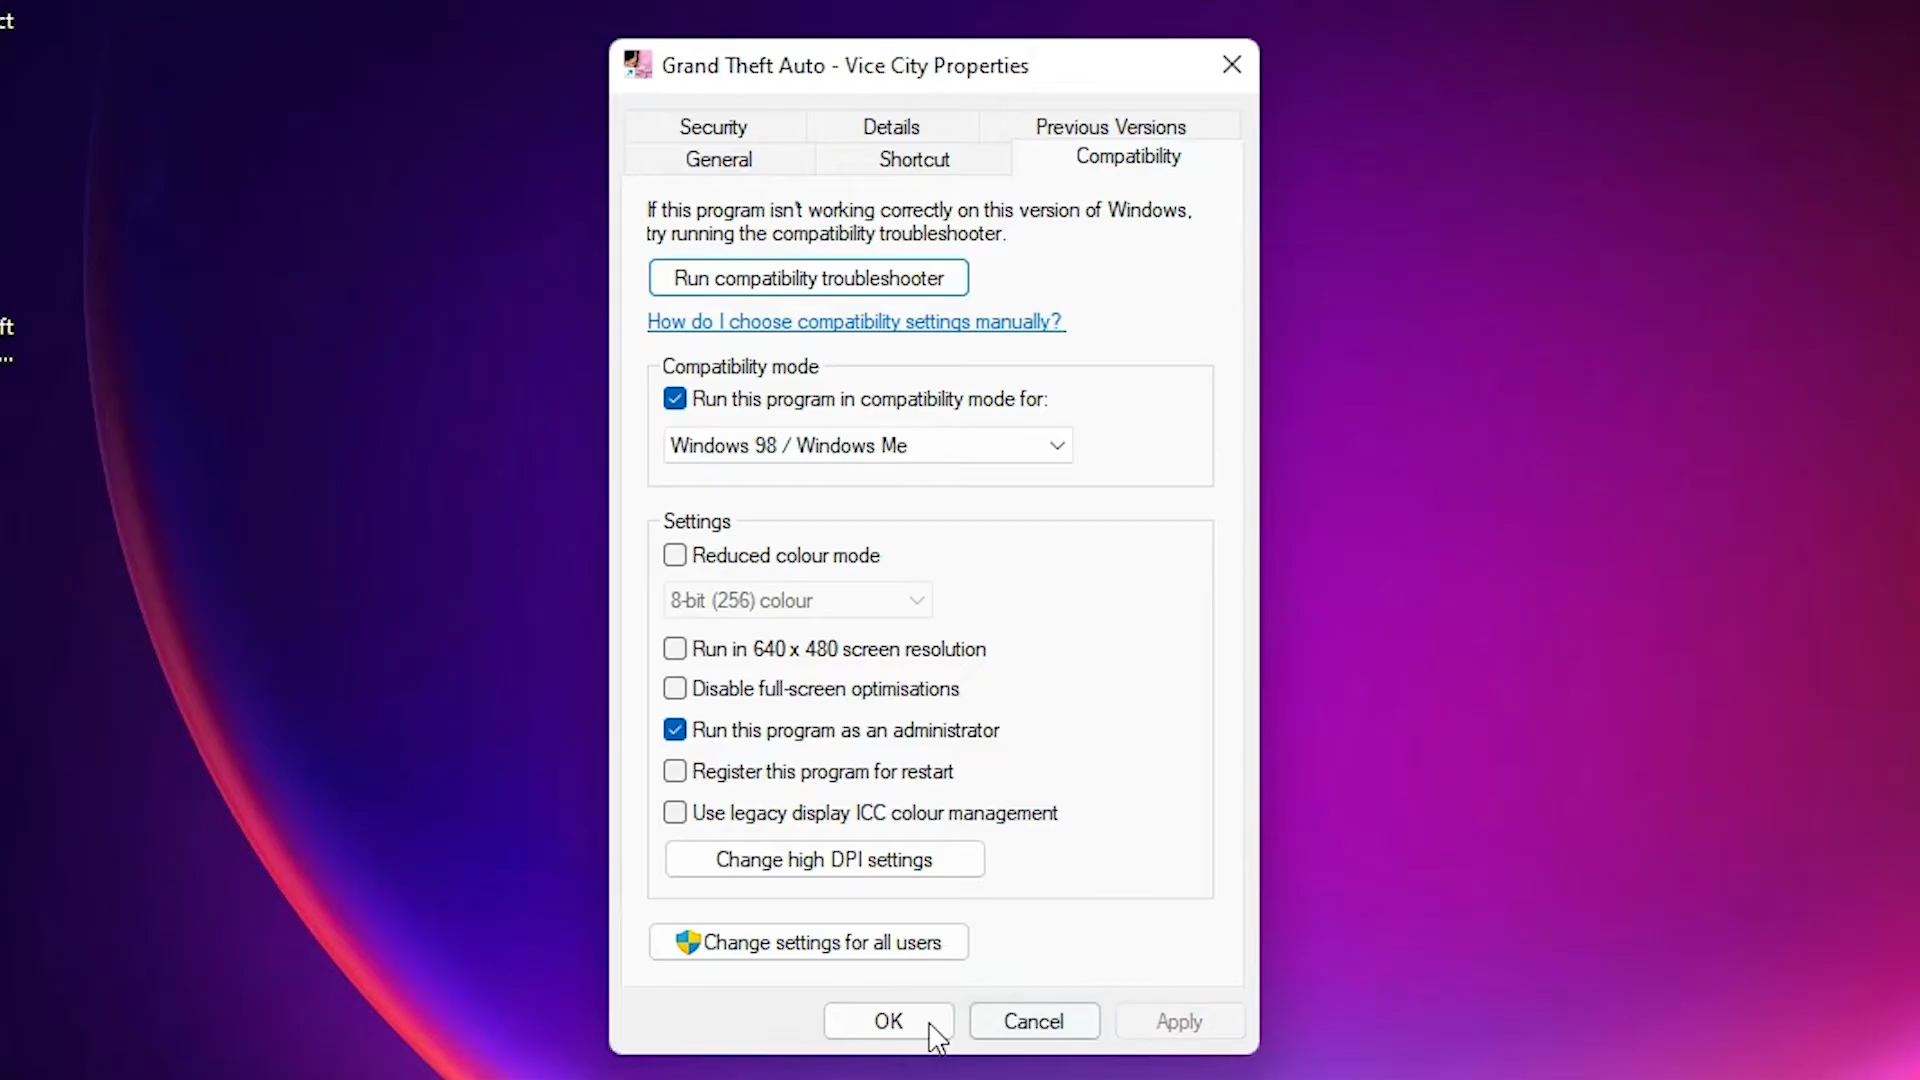 ct
ft
...
Grand Theft Auto - Vice City Properties
Security Details Previous Versions
General Shortcut Compatibility
If this program isn't working correctly on this version of Windows,
try running the compatibility troubleshooter.
Run compatibility troubleshooter
How do I choose compatibility settings manually?
Compatibility mode
Run this program in compatibility mode for:
Windows 98 / Windows Me
Settings
Reduced colour mode
8-bit (256) colour
Run in 640 x 480 screen resolution
Disable full-screen optimisations
Run this program as an administrator
Register this program for restart
Use legacy display ICC colour management
Change high DPI settings
Change settings for all users
OK Cancel Apply